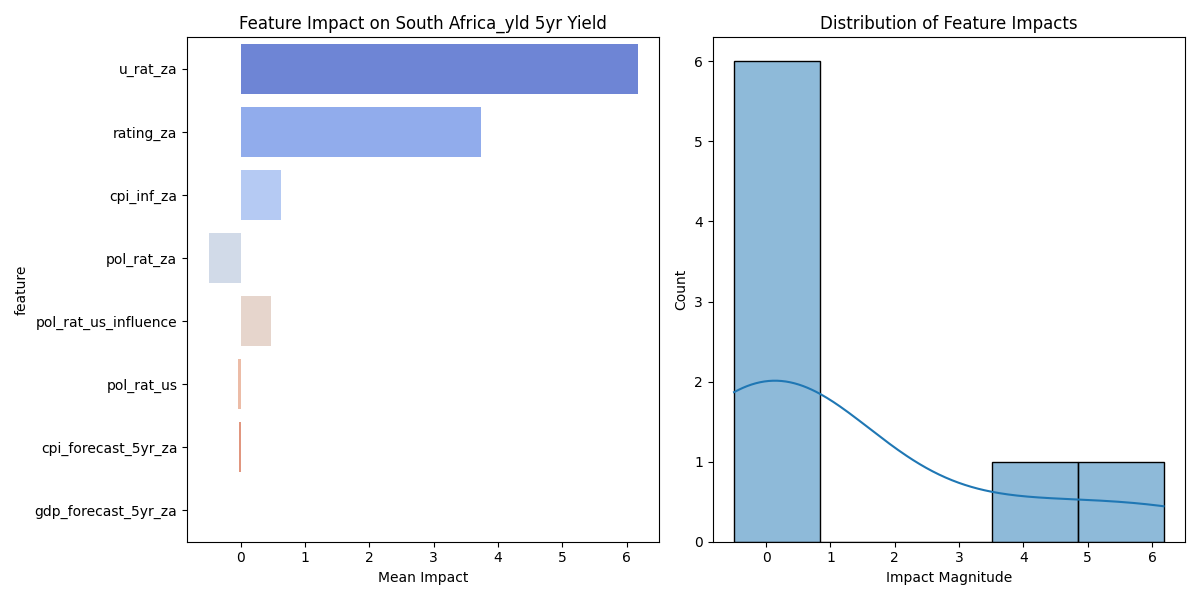 Feature Impact on South Africa_yld 5yr Yield
feature
u_rat_za
rating_za
cpi_inf_za
pol_rat_za
pol_rat_us_influence
pol_rat_us
cpi_forecast_5yr_za
gdp_forecast_5yr_za
0 1 2 3 4 5 6
Mean Impact
Distribution of Feature Impacts
Count
6
5
4
3
2
1
0
0 1 2 3 4 5 6
Impact Magnitude